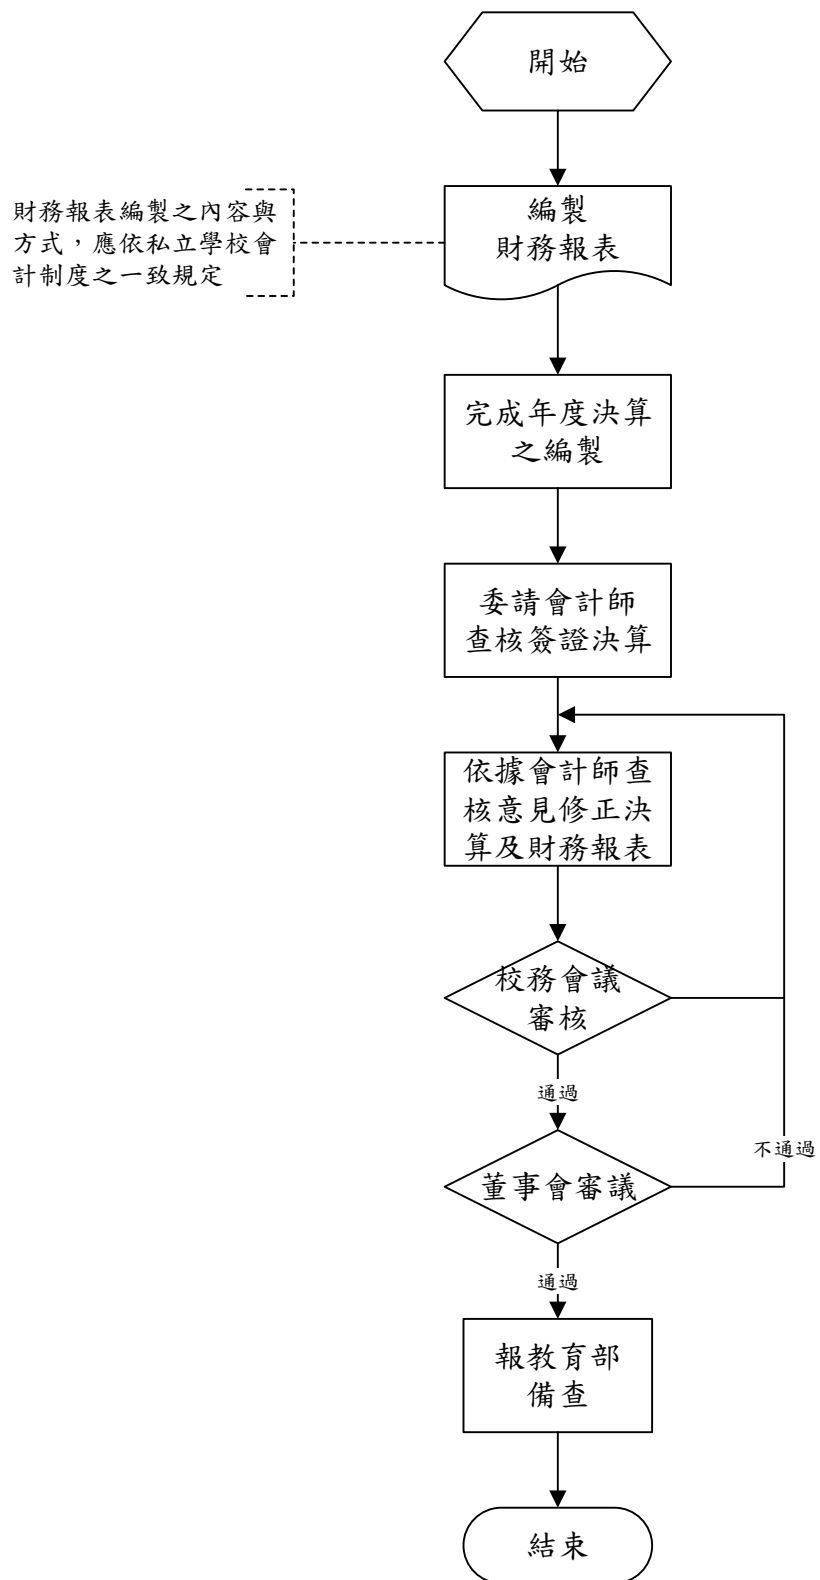 開始
財務報表編製之內容與
方式，應依私立學校會
計制度之一致規定
編製
財務報表
完成年度決算
之編製
委請會計師
查核簽證決算
依據會計師查
核意見修正決
算及財務報表
校務會議
審核
通過
不通過
董事會審議
通過
報教育部
備查
結束